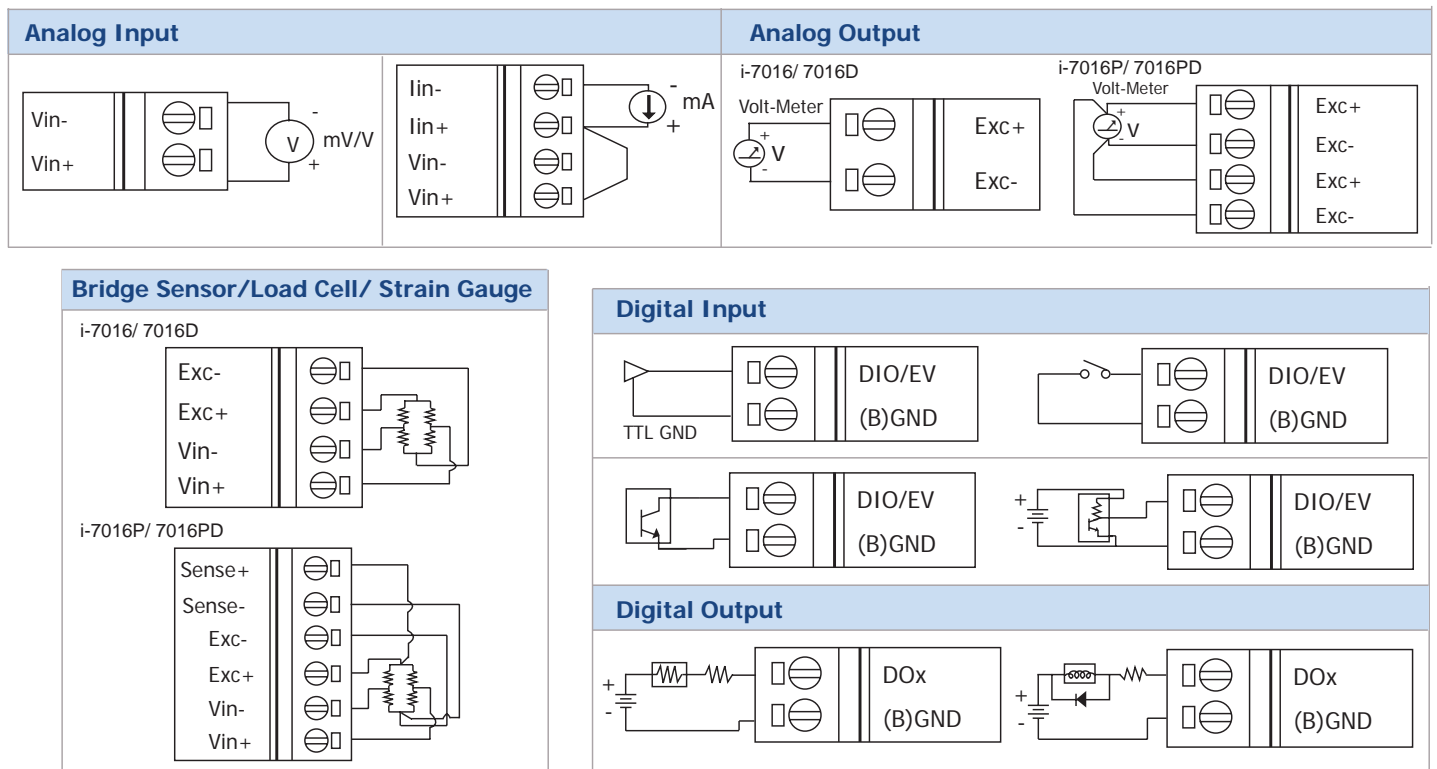 Analog Input
Vin-
Vin+
-
V
mV/V
+
Iin-
Iin+
Vin-
Vin+
-
mA
+
Analog Output
i-7016/ 7016D
Volt-Meter
+
V
-
Exc+
Exc-
i-7016P/ 7016PD
Volt-Meter
+
V
-
Exc+
Exc-
Exc+
Exc-
Bridge Sensor/Load Cell/ Strain Gauge
i-7016/ 7016D
Exc-
Exc+
Vin-
Vin+
i-7016P/ 7016PD
Sense+
Sense-
Exc-
Exc+
Vin-
Vin+
Digital Input
TTL GND
DIO/EV
(B)GND
DIO/EV
(B)GND
DIO/EV
(B)GND
+
-
DIO/EV
(B)GND
Digital Output
+
-
DOx
(B)GND
+
-
DOx
(B)GND